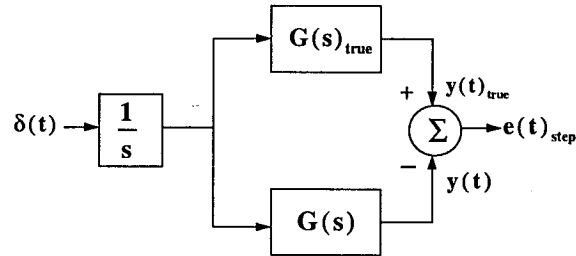 G(s)true
y(t)true
+
δ(t)
1
s
Σ
e(t)step
−
y(t)
G(s)